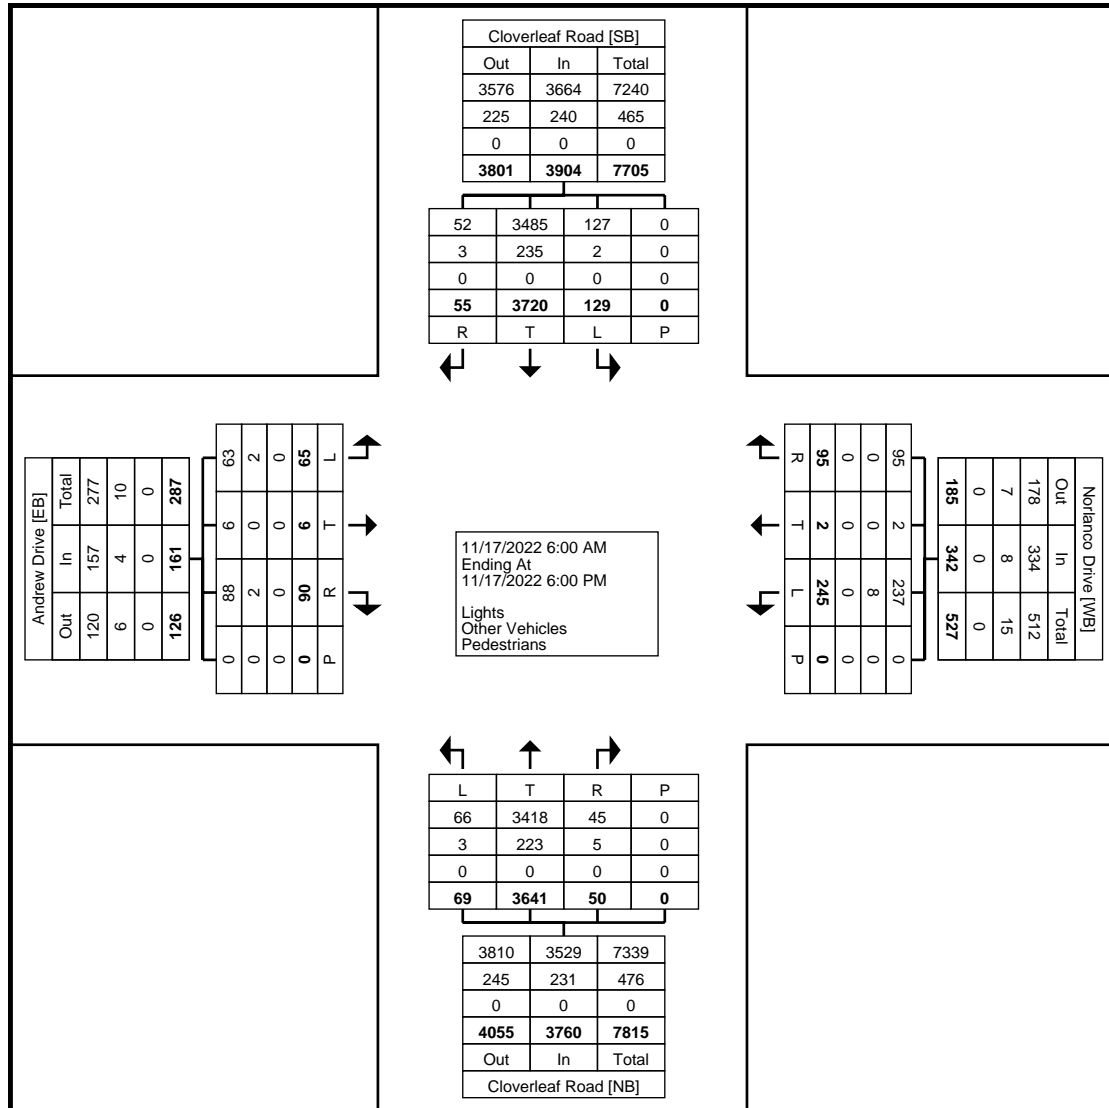 Cloverleaf Road [SB]
Out In Total
3576 3664 7240
225 240 465
0 0 0
3801 3904 7705
52 3485 127 0
3 235 2 0
0 0 0 0
55 3720 129 0
R T L P
Andrew Drive [EB]
Out In Total
120 157 277
6 4 10
0 0 0
126 161 287
63 6 88 0
2 0 2 0
0 0 0 0
65 6 90 0
L T R P
11/17/2022 6:00 AM
Ending At
11/17/2022 6:00 PM
Lights
Other Vehicles
Pedestrians
Norlanco Drive [WB]
Out In Total
178 334 512
7 8 15
0 0 0
185 342 527
95 2 237 0
0 0 8 0
0 0 0 0
95 2 245 0
R T L P
L T R P
66 3418 45 0
3 223 5 0
0 0 0 0
69 3641 50 0
3810 3529 7339
245 231 476
0 0 0
4055 3760 7815
Out In Total
Cloverleaf Road [NB]